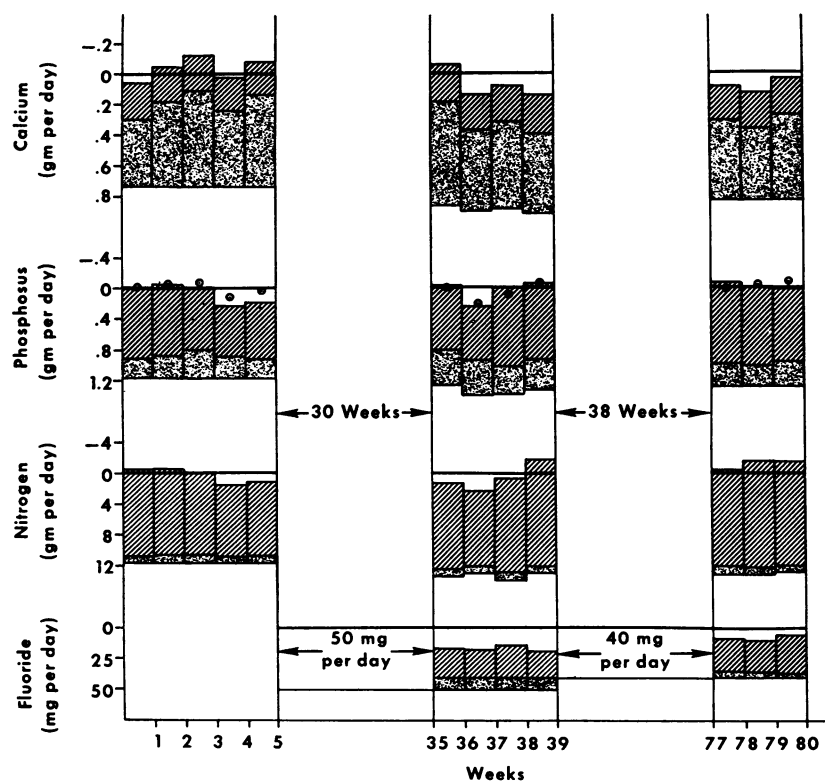 Calcium
(gm per day)
-.2
0
.2
.4
.6
.8
Phosphosus
(gm per day)
-.4
0
.4
.8
1.2
30 Weeks
38 Weeks
Nitrogen
(gm per day)
-4
0
4
8
12
Fluoride
(mg per day)
0
25
50
50 mg
per day
40 mg
per day
1 2 3 4 5 35 36 37 38 39 77 78 79 80
Weeks